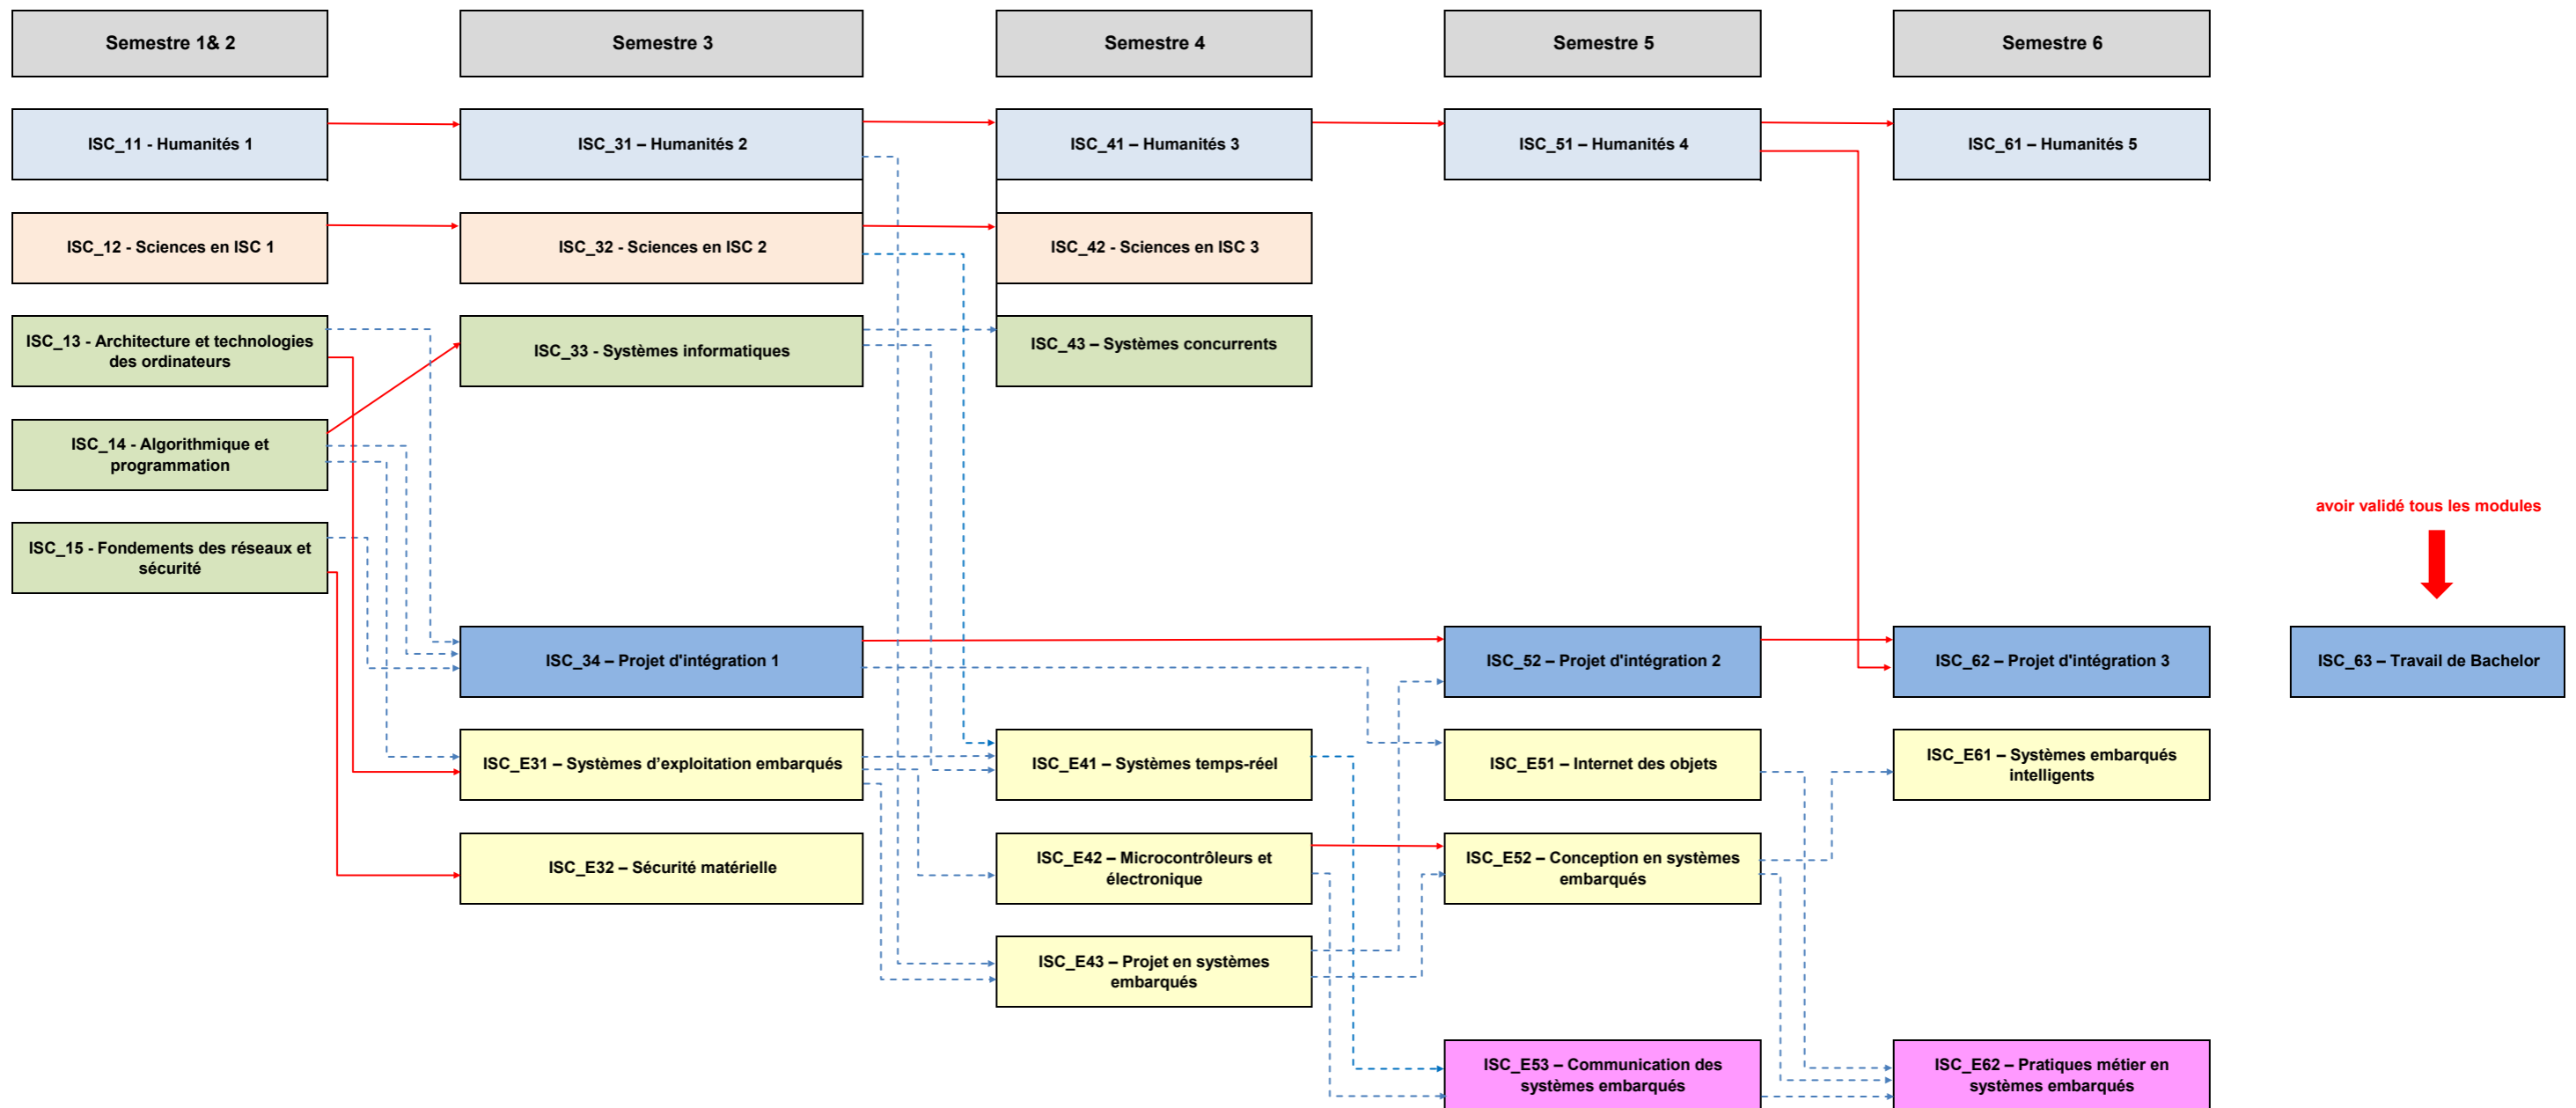 Semestre 1& 2
Semestre 3
Semestre 4
Semestre 5
Semestre 6
ISC_11 - Humanités 1
ISC_31 – Humanités 2
ISC_41 – Humanités 3
ISC_51 – Humanités 4
ISC_61 – Humanités 5
ISC_12 - Sciences en ISC 1
ISC_32 - Sciences en ISC 2
ISC_42 - Sciences en ISC 3
ISC_13 - Architecture et technologies
des ordinateurs
ISC_33 - Systèmes informatiques
ISC_43 – Systèmes concurrents
ISC_14 - Algorithmique et
programmation
ISC_15 - Fondements des réseaux et
sécurité
avoir validé tous les modules
ISC_34 – Projet d'intégration 1
ISC_52 – Projet d'intégration 2
ISC_62 – Projet d'intégration 3
ISC_63 – Travail de Bachelor
ISC_E31 – Systèmes d’exploitation embarqués
ISC_E41 – Systèmes temps-réel
ISC_E51 – Internet des objets
ISC_E61 – Systèmes embarqués
intelligents
ISC_E32 – Sécurité matérielle
ISC_E42 – Microcontrôleurs et
électronique
ISC_E52 – Conception en systèmes
embarqués
ISC_E43 – Projet en systèmes
embarqués
ISC_E53 – Communication des
systèmes embarqués
ISC_E62 – Pratiques métier en
systèmes embarqués